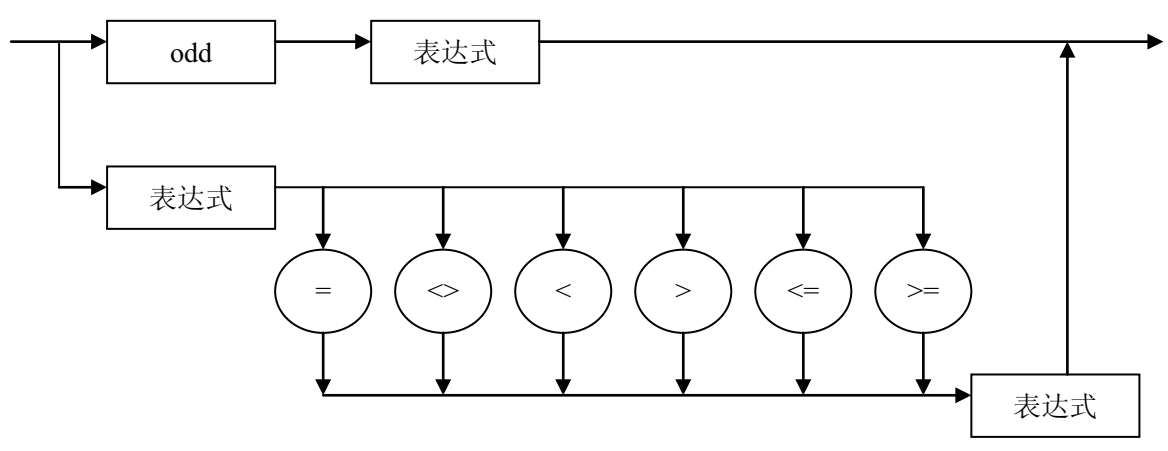 odd
表达式
表达式
=
<>
<
>
<=
>=
表达式